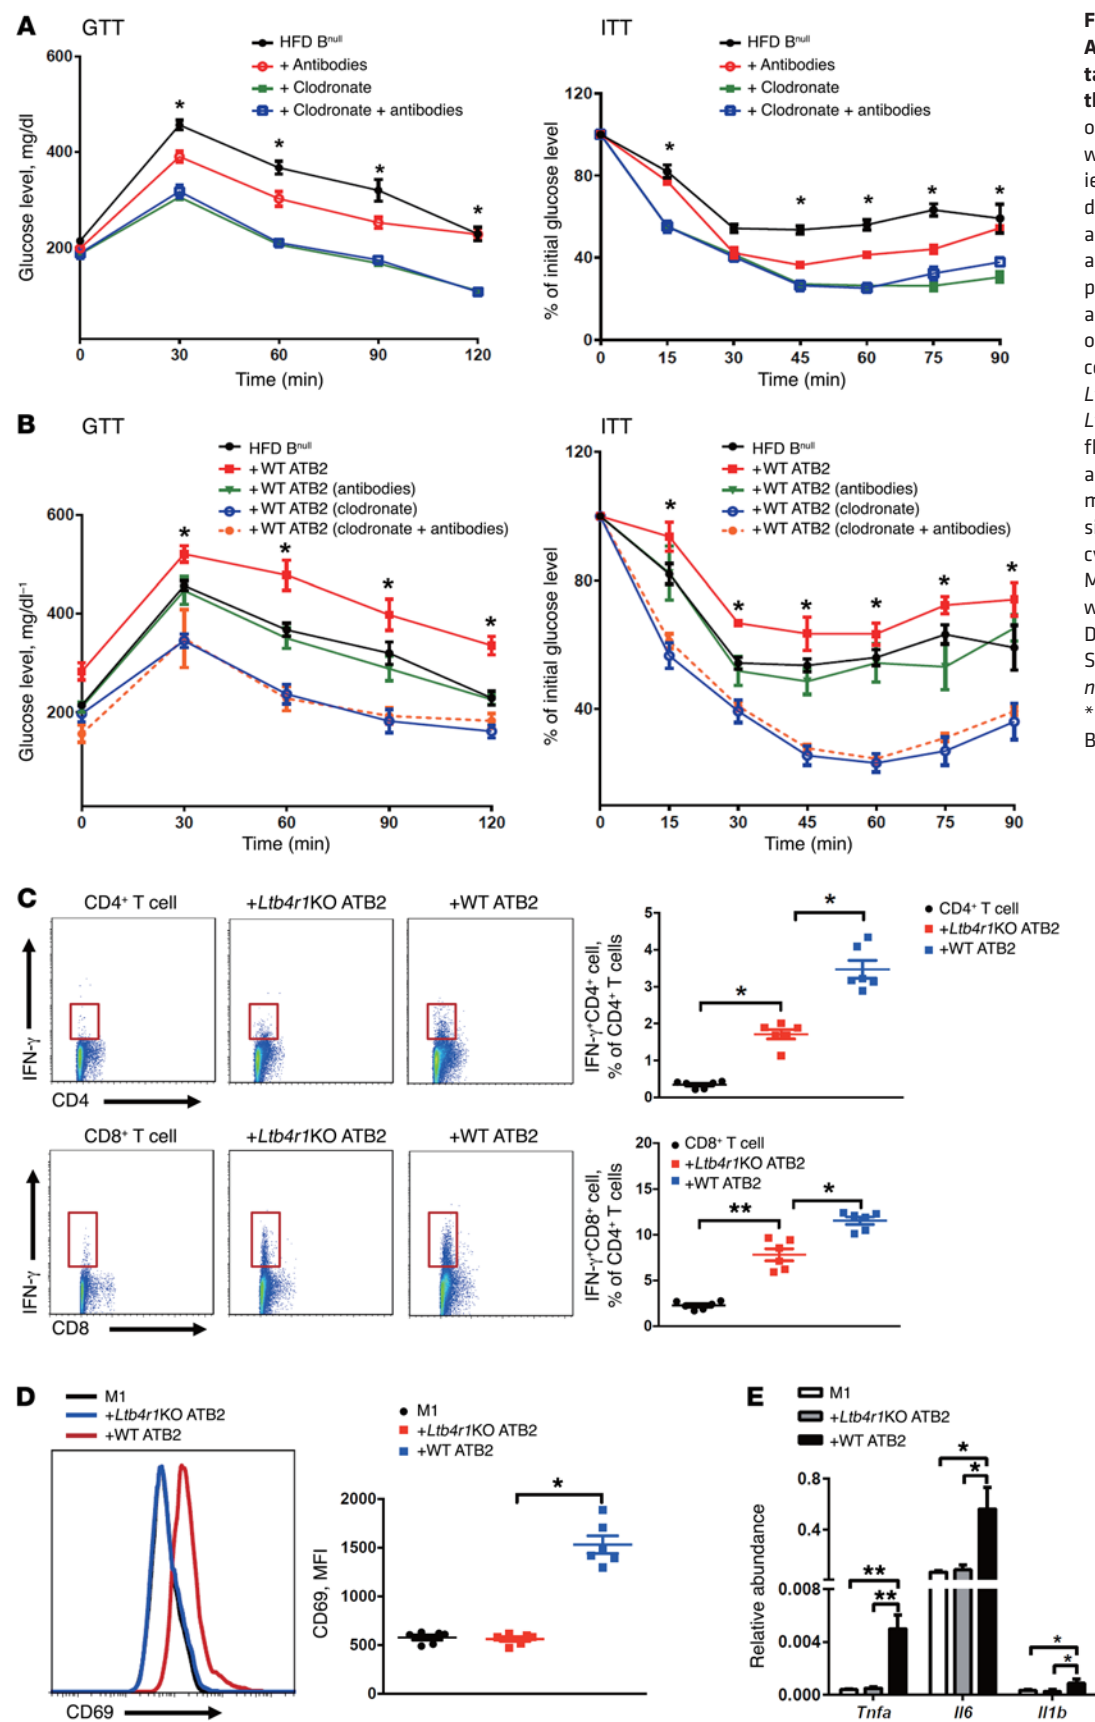 A
GTT
HFD Bnull
+ Antibodies
+ Clodronate
+ Clodronate + antibodies
Glucose level, mg/dl
600
400
200
0 30 60 90 120
Time (min)
ITT
HFD Bnull
+ Antibodies
+ Clodronate
+ Clodronate + antibodies
% of initial glucose level
120
80
40
0
0 15 30 45 60 75 90
Time (min)
* * * *
* * * * * *
B
GTT
HFD Bnull
+WT ATB2
+WT ATB2 (antibodies)
+WT ATB2 (clodronate)
+WT ATB2 (clodronate + antibodies)
Glucose level, mg/dl⁻¹
600
400
200
0 30 60 90 120
Time (min)
* * * *
ITT
HFD Bnull
+WT ATB2
+WT ATB2 (antibodies)
+WT ATB2 (clodronate)
+WT ATB2 (clodronate + antibodies)
% of initial glucose level
120
80
40
0 15 30 45 60 75 90
Time (min)
* * * * * * *
C
CD4⁺ T cell
+Ltb4r1KO ATB2
+WT ATB2
IFN-γ
CD4
IFN-γ⁺CD4⁺ cell,
% of CD4⁺ T cells
5
4
3
2
1
0
* *
CD4⁺ T cell
+Ltb4r1KO ATB2
+WT ATB2
CD8⁺ T cell
+Ltb4r1KO ATB2
+WT ATB2
IFN-γ
CD8
IFN-γ⁺CD8⁺ cell,
% of CD4⁺ T cells
20
15
10
5
0
CD8⁺ T cell
+Ltb4r1KO ATB2
+WT ATB2
** *
D
M1
+Ltb4r1KO ATB2
+WT ATB2
CD69
M1
+Ltb4r1KO ATB2
+WT ATB2
CD69, MFI
2000
1500
1000
500
0
*
E
M1
+Ltb4r1KO ATB2
+WT ATB2
Relative abundance
0.8
0.4
0.008
0.004
0.000
** ** * * * *
Tnfa Il6 Il1b